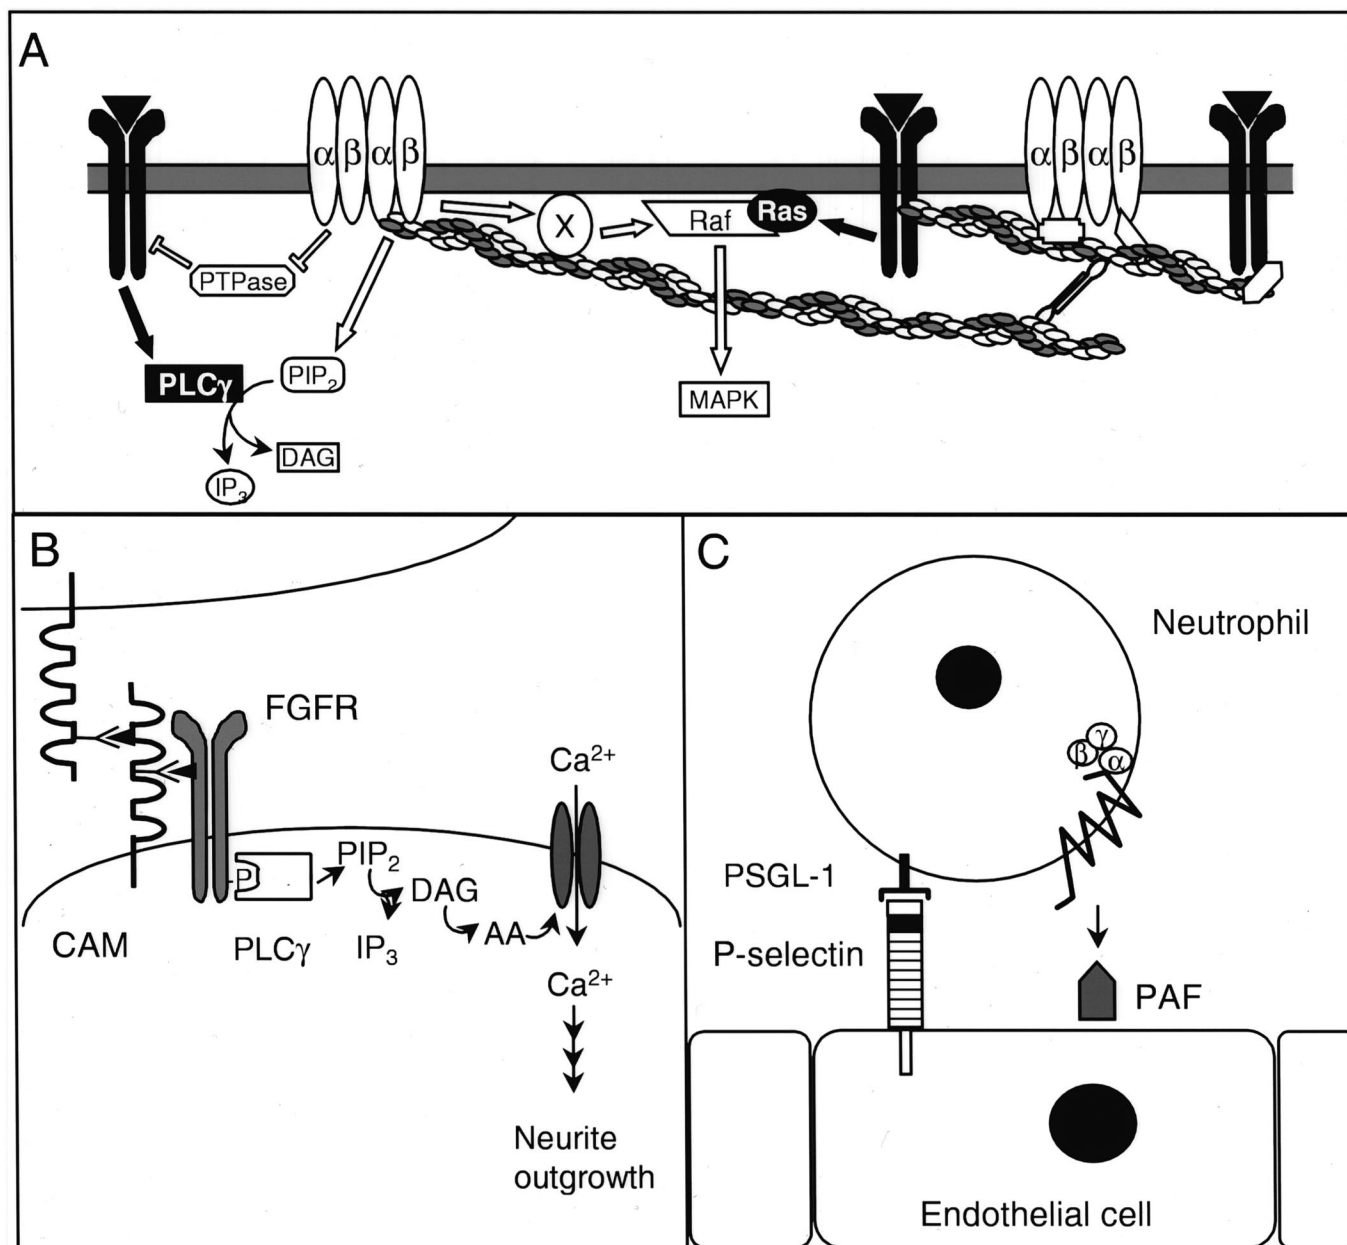 A
α β α β
α β α β
X
Raf
Ras
PTPase
PLCγ
PIP2
MAPK
DAG
IP3
B
FGFR
Ca2+
P
PIP2
DAG
AA
CAM
PLCγ
IP3
Ca2+
Neurite
outgrowth
C
Neutrophil
γ
β
α
PSGL-1
P-selectin
PAF
Endothelial cell